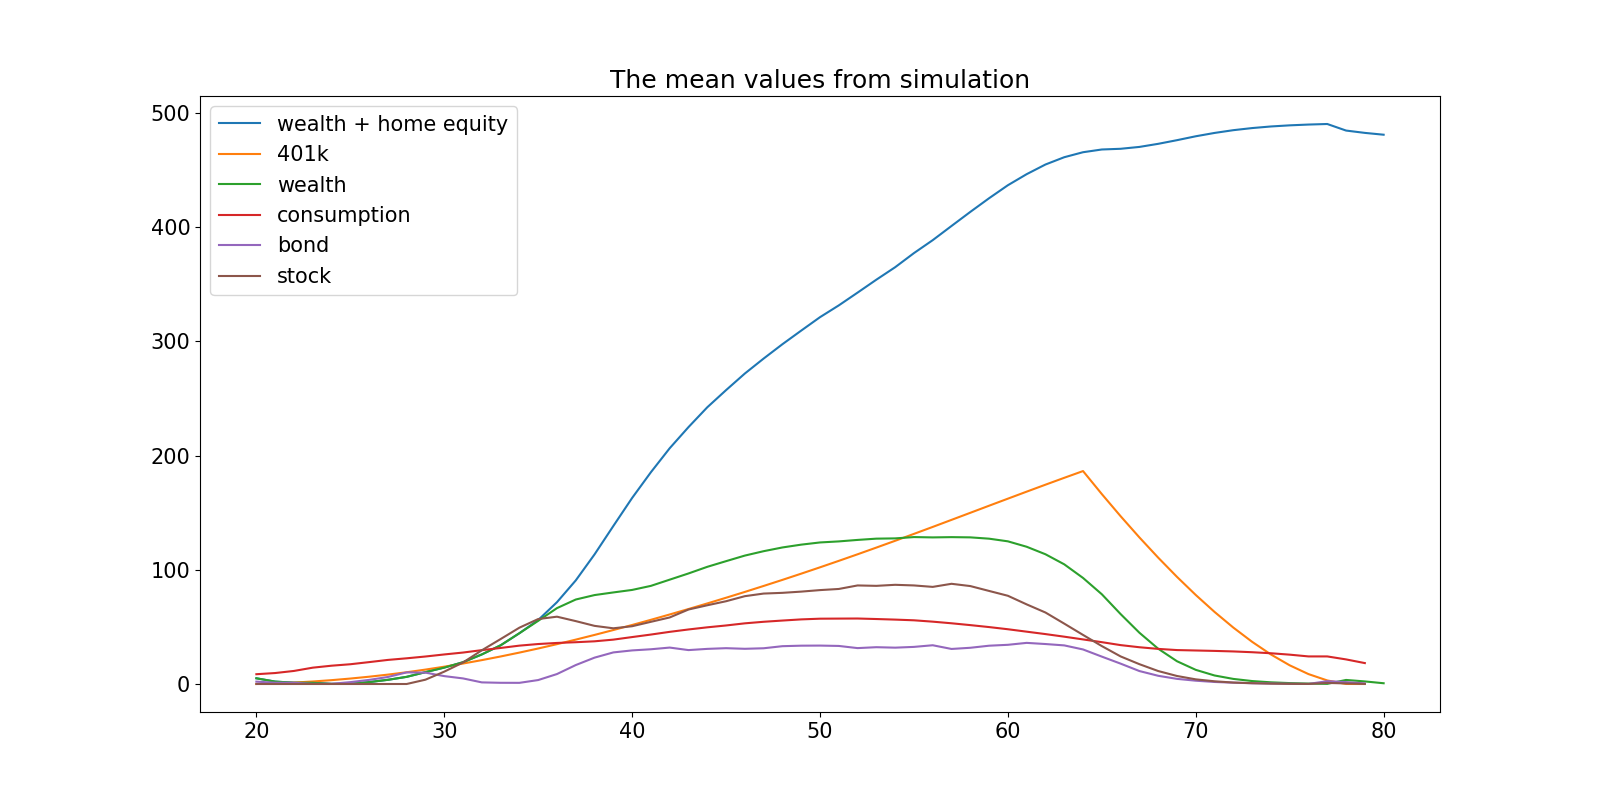 The mean values from simulation
500
400
300
200
100
0
wealth + home equity
401k
wealth
consumption
bond
stock
20 30 40 50 60 70 80